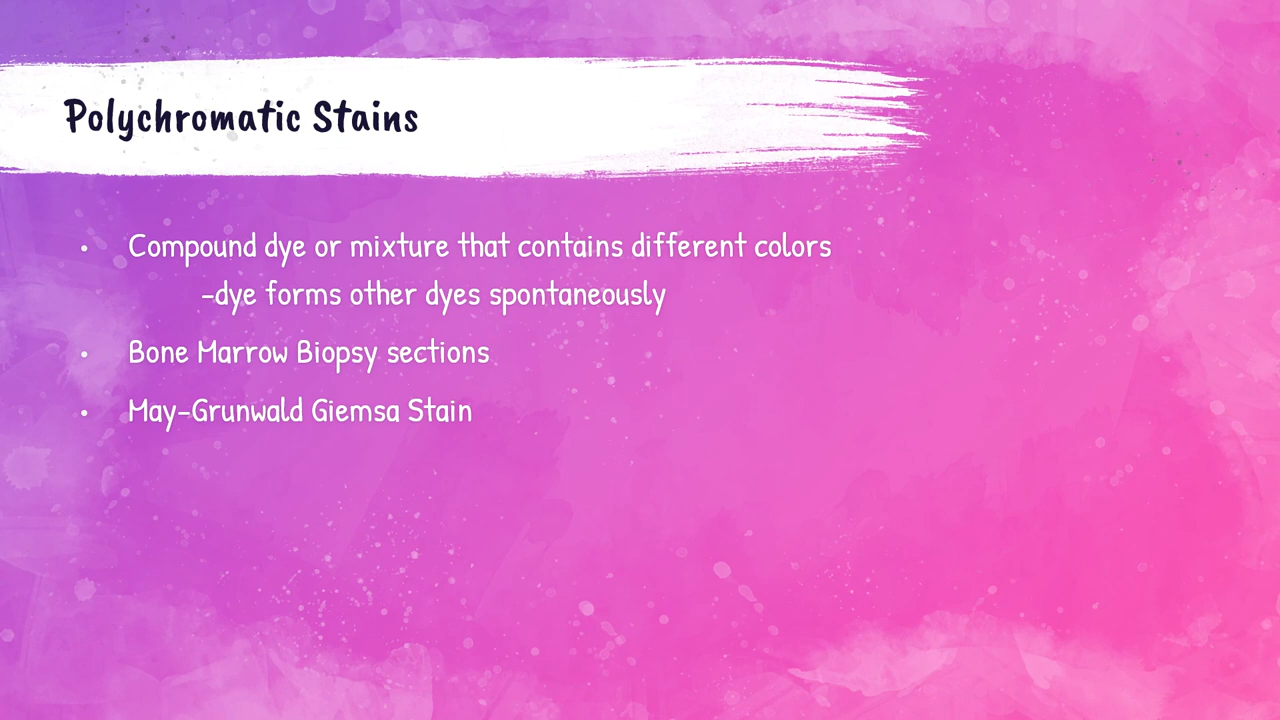 Polychromatic Stains
• Compound dye or mixture that contains different colors
-dye forms other dyes spontaneously
• Bone Marrow Biopsy sections
• May-Grunwald Giemsa Stain